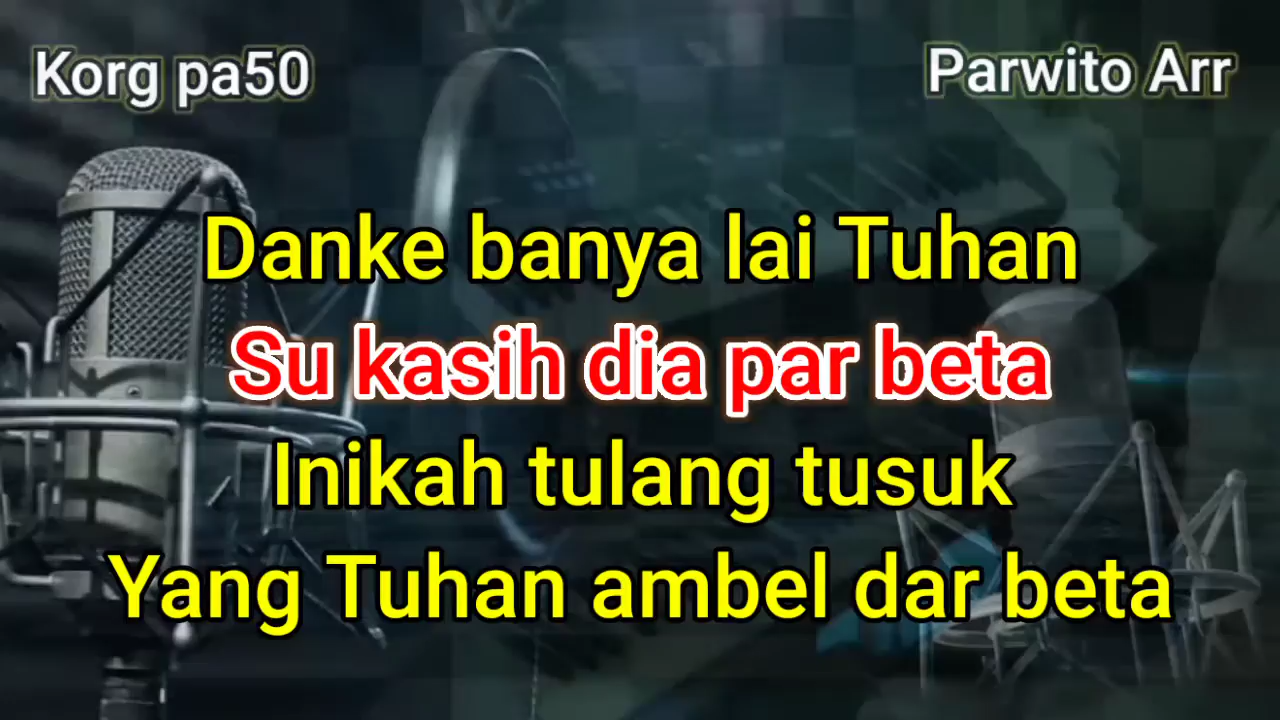 Korg pa50
Parwito Arr
Danke banya lai Tuhan
Su kasih dia par beta
Inikah tulang tusuk
Yang Tuhan ambel dar beta